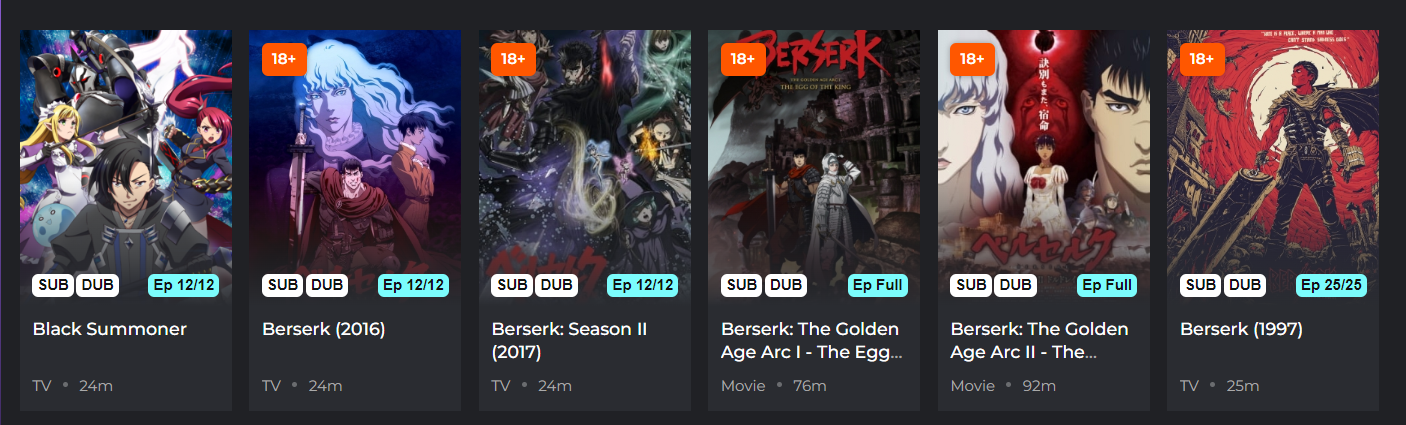 18+
18+
18+
18+
18+
BERSERK
THE GOLDEN AGE ARC I
THE EGG OF THE KING
訣別もまた、宿命
ベルセルク
SUB DUB Ep 12/12
SUB DUB Ep 12/12
SUB DUB Ep 12/12
SUB DUB Ep Full
SUB DUB Ep Full
SUB DUB Ep 25/25
Black Summoner
Berserk (2016)
Berserk: Season II
(2017)
Berserk: The Golden
Age Arc I - The Egg...
Berserk: The Golden
Age Arc II - The...
Berserk (1997)
TV • 24m
TV • 24m
TV • 24m
Movie • 76m
Movie • 92m
TV • 25m